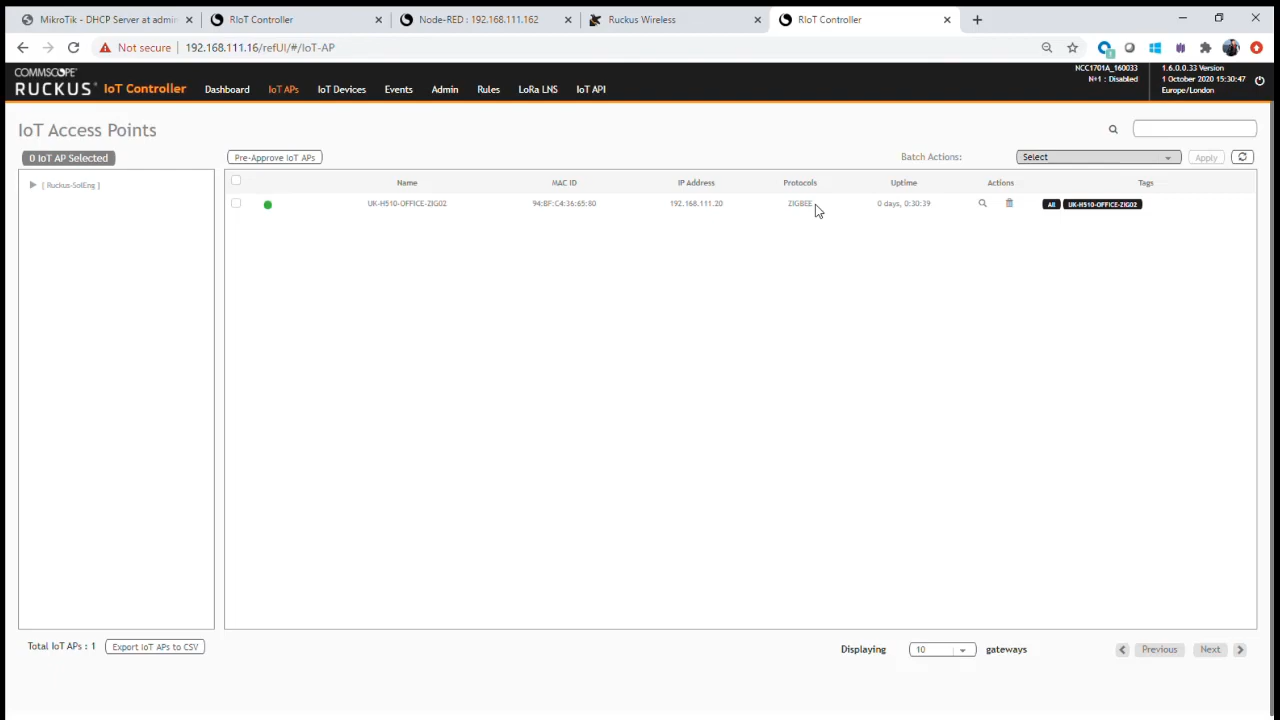 MikroTik - DHCP Server at admin
RIoT Controller
Node-RED : 192.168.111.162
Ruckus Wireless
RIoT Controller
Not secure
192.168.111.16/refUI/#/IoT-AP
COMMSCOPE
RUCKUS IoT Controller
Dashboard
IoT APs
IoT Devices
Events
Admin
Rules
LoRa LNS
IoT API
NCC1701A_160033
N+1 : Disabled
1.6.0.0.33 Version
1 October 2020 15:30:47
Europe/London
IoT Access Points
0 IoT AP Selected
Pre-Approve IoT APs
Batch Actions:
Select
Apply
[ Ruckus-SolEng ]
Name MAC ID IP Address Protocols Uptime Actions Tags
UK-H510-OFFICE-ZIG02 94:BF:C4:36:65:80 192.168.111.20 ZIGBEE 0 days, 0:30:39 All UK-H510-OFFICE-ZIG02
Total IoT APs : 1
Export IoT APs to CSV
Displaying 10 gateways
Previous
Next